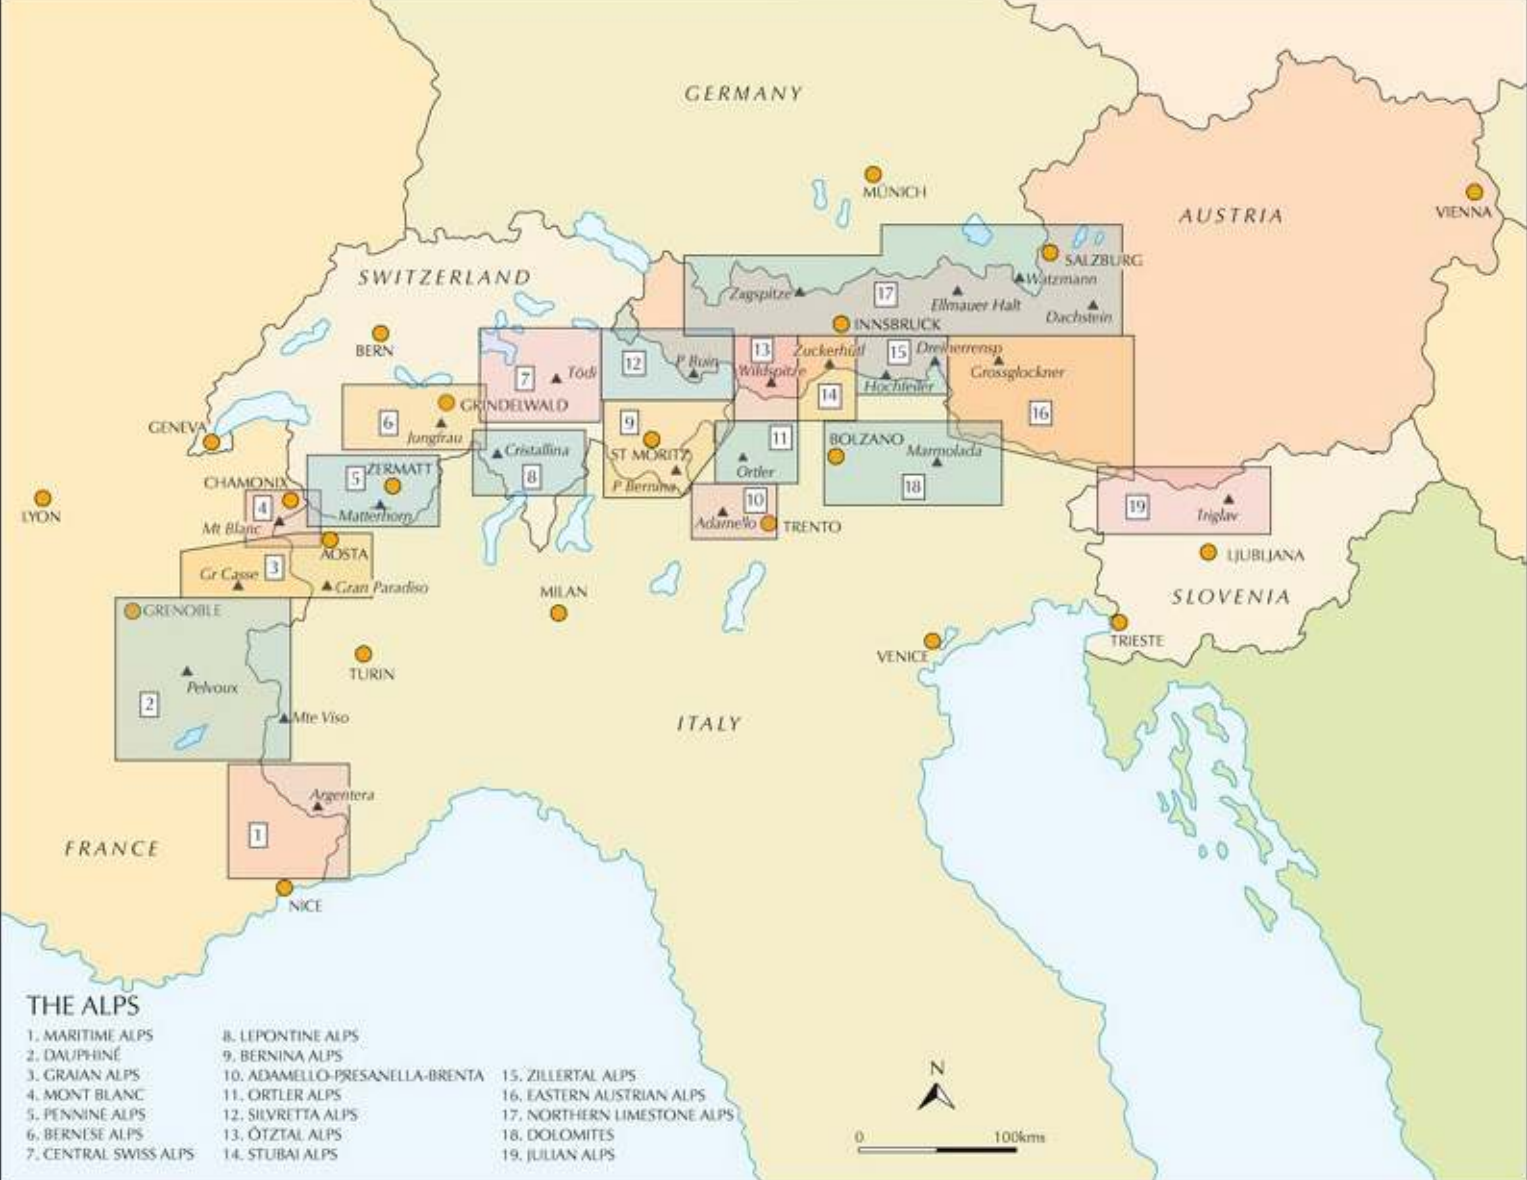 GERMANY
MÜNICH
AUSTRIA
VIENNA
SWITZERLAND
SALZBURG
Watzmann
Zagspitze
17
Ellmauer Halt
Dachstein
INNSBRUCK
BERN
13
Zuckerhütl
15
Dreiherrensp
12
P Buin
7
Tödi
Wildspitze
Hochfeiler
Grossglockner
14
16
GRINDELWALD
6
Jungfrau
9
GENEVA
ST MORITZ
11
BOLZANO
Marmolada
Cristallina
8
ZERMATT
5
Ortler
CHAMONIX
P Bernina
18
LYON
4
Matterhorn
10
19
Triglav
Mt Blanc
Adamello
TRENTO
AOSTA
LJUBLJANA
3
Gr Casse
Gran Paradiso
MILAN
SLOVENIA
GRENOBLE
TRIESTE
VENICE
TURIN
Pelvoux
2
Mte Viso
ITALY
Argentera
1
FRANCE
NICE
THE ALPS
1. MARITIME ALPS
2. DAUPHINÉ
3. GRAIAN ALPS
4. MONT BLANC
5. PENNINE ALPS
6. BERNESE ALPS
7. CENTRAL SWISS ALPS
8. LEPONTINE ALPS
9. BERNINA ALPS
10. ADAMELLO-PRESANELLA-BRENTA
11. ORTLER ALPS
12. SILVRETTA ALPS
13. ÖTZTAL ALPS
14. STUBAI ALPS
15. ZILLERTAL ALPS
16. EASTERN AUSTRIAN ALPS
17. NORTHERN LIMESTONE ALPS
18. DOLOMITES
19. JULIAN ALPS
N
0 100kms